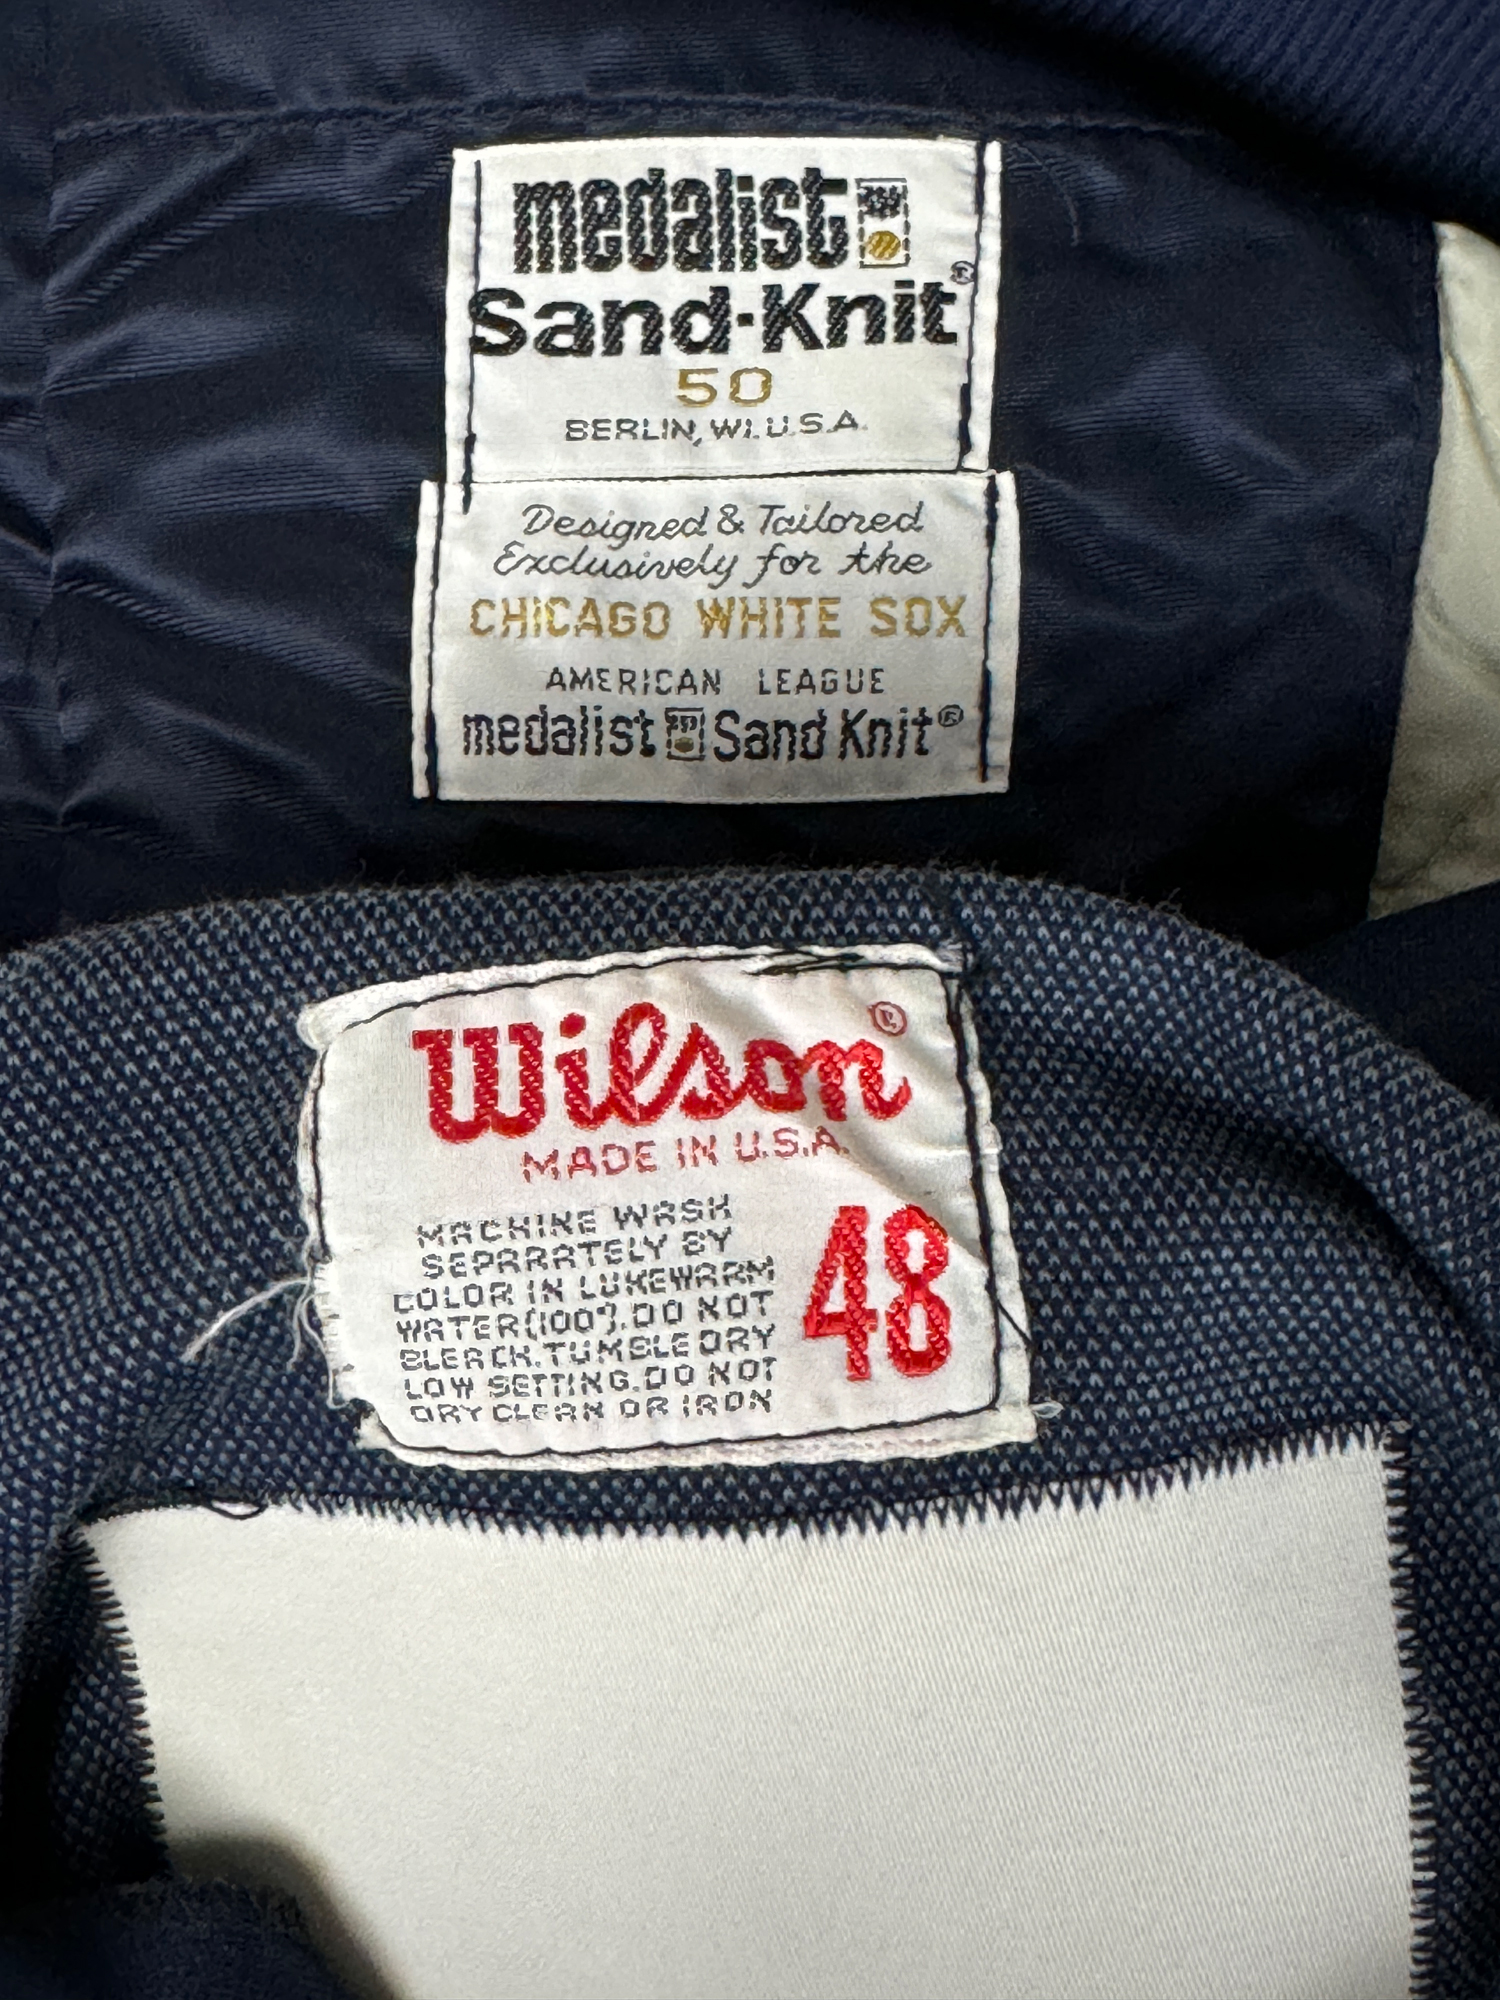 medalist
Sand-Knit®
50
BERLIN, WI. U.S.A.
Designed & Tailored
Exclusively for the
CHICAGO WHITE SOX
AMERICAN LEAGUE
medalist Sand Knit®
Wilson®
MADE IN U.S.A.
MACHINE WASH
SEPARATELY BY
COLOR IN LUKEWARM
WATER(100°). DO NOT
BLEACH. TUMBLE DRY
LOW SETTING. DO NOT
DRY CLEAN OR IRON
48